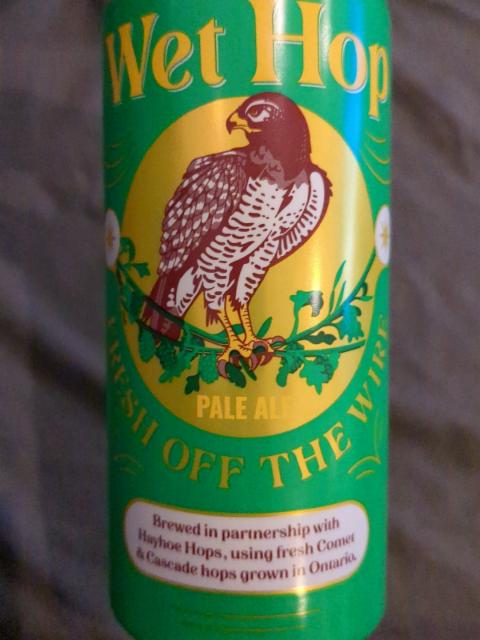 Wet Hop
PALE ALE
FRESH OFF THE WIRE
Brewed in partnership with
Hayhoe Hops, using fresh Comet
& Cascade hops grown in Ontario.